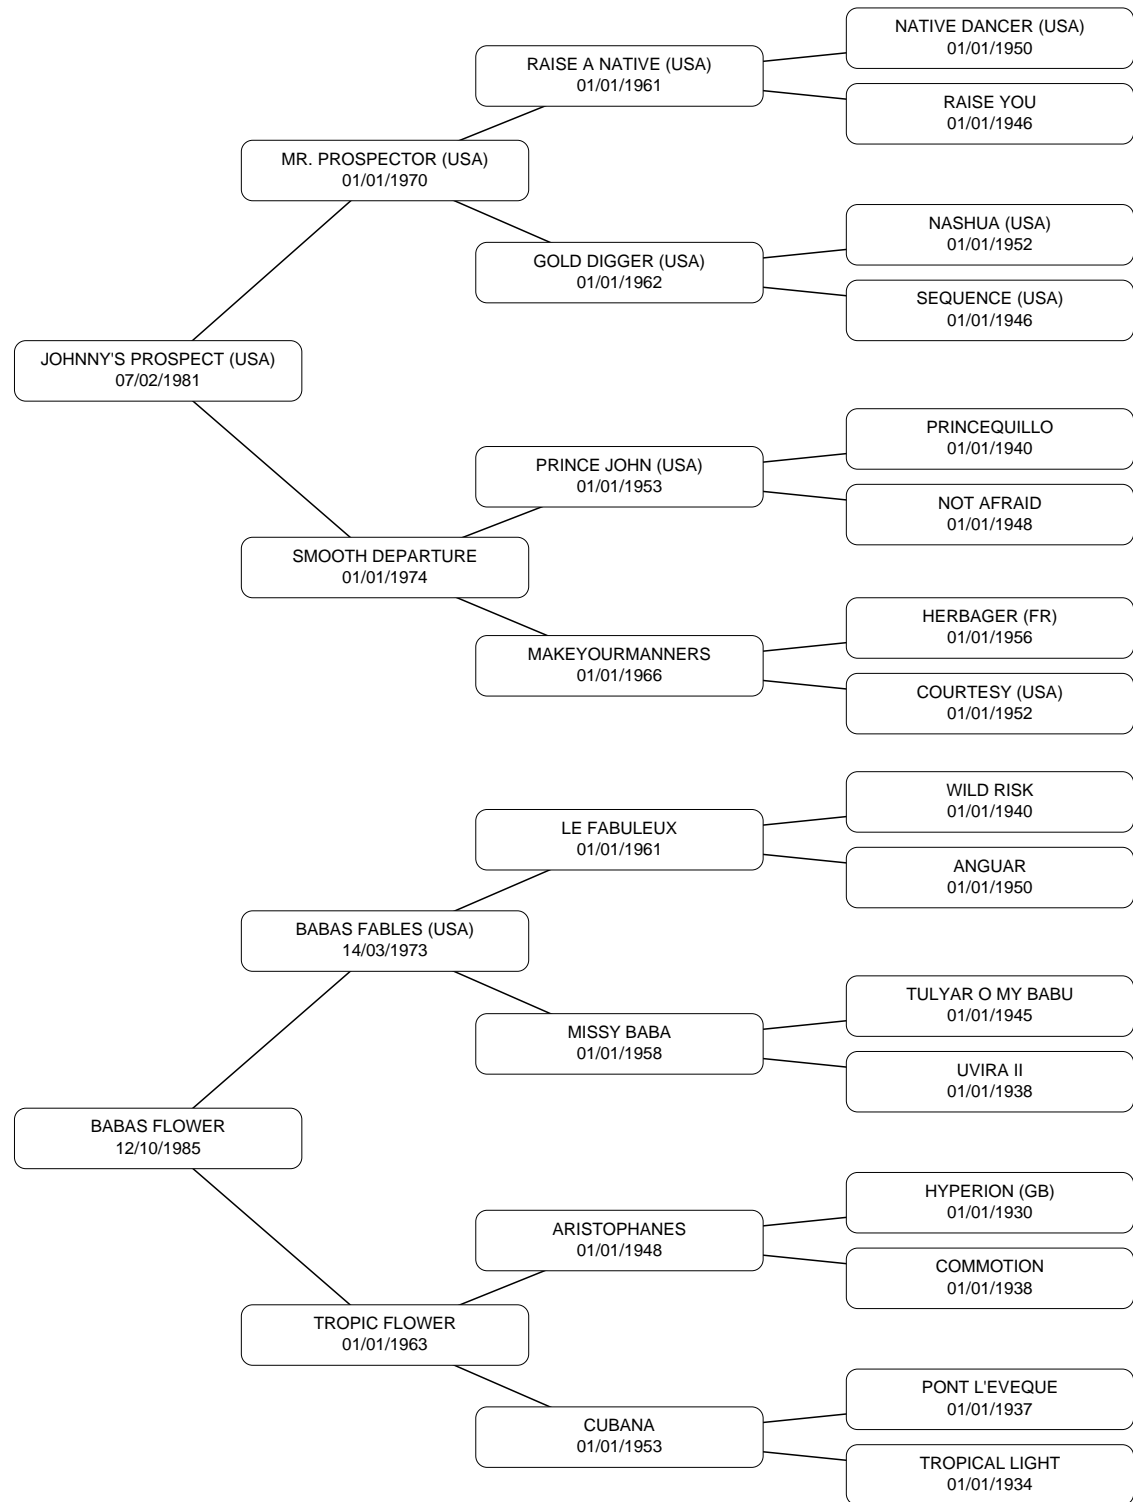 NATIVE DANCER (USA)
01/01/1950
RAISE A NATIVE (USA)
01/01/1961
RAISE YOU
01/01/1946
MR. PROSPECTOR (USA)
01/01/1970
NASHUA (USA)
01/01/1952
GOLD DIGGER (USA)
01/01/1962
SEQUENCE (USA)
01/01/1946
JOHNNY'S PROSPECT (USA)
07/02/1981
PRINCEQUILLO
01/01/1940
PRINCE JOHN (USA)
01/01/1953
NOT AFRAID
01/01/1948
SMOOTH DEPARTURE
01/01/1974
HERBAGER (FR)
01/01/1956
MAKEYOURMANNERS
01/01/1966
COURTESY (USA)
01/01/1952
WILD RISK
01/01/1940
LE FABULEUX
01/01/1961
ANGUAR
01/01/1950
BABAS FABLES (USA)
14/03/1973
TULYAR O MY BABU
01/01/1945
MISSY BABA
01/01/1958
UVIRA II
01/01/1938
BABAS FLOWER
12/10/1985
HYPERION (GB)
01/01/1930
ARISTOPHANES
01/01/1948
COMMOTION
01/01/1938
TROPIC FLOWER
01/01/1963
PONT L'EVEQUE
01/01/1937
CUBANA
01/01/1953
TROPICAL LIGHT
01/01/1934